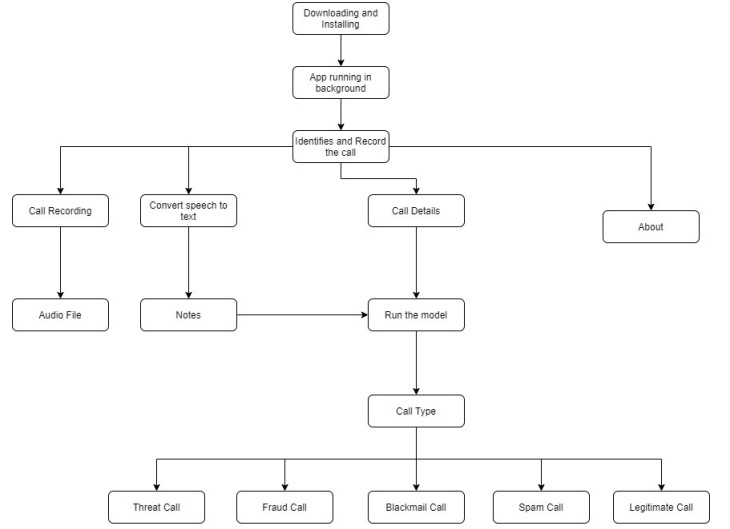 Downloading and
Installing
App running in
background
Identifies and Record
the call
Call Recording
Convert speech to
text
Call Details
About
Audio File
Notes
Run the model
Call Type
Threat Call
Fraud Call
Blackmail Call
Spam Call
Legitimate Call